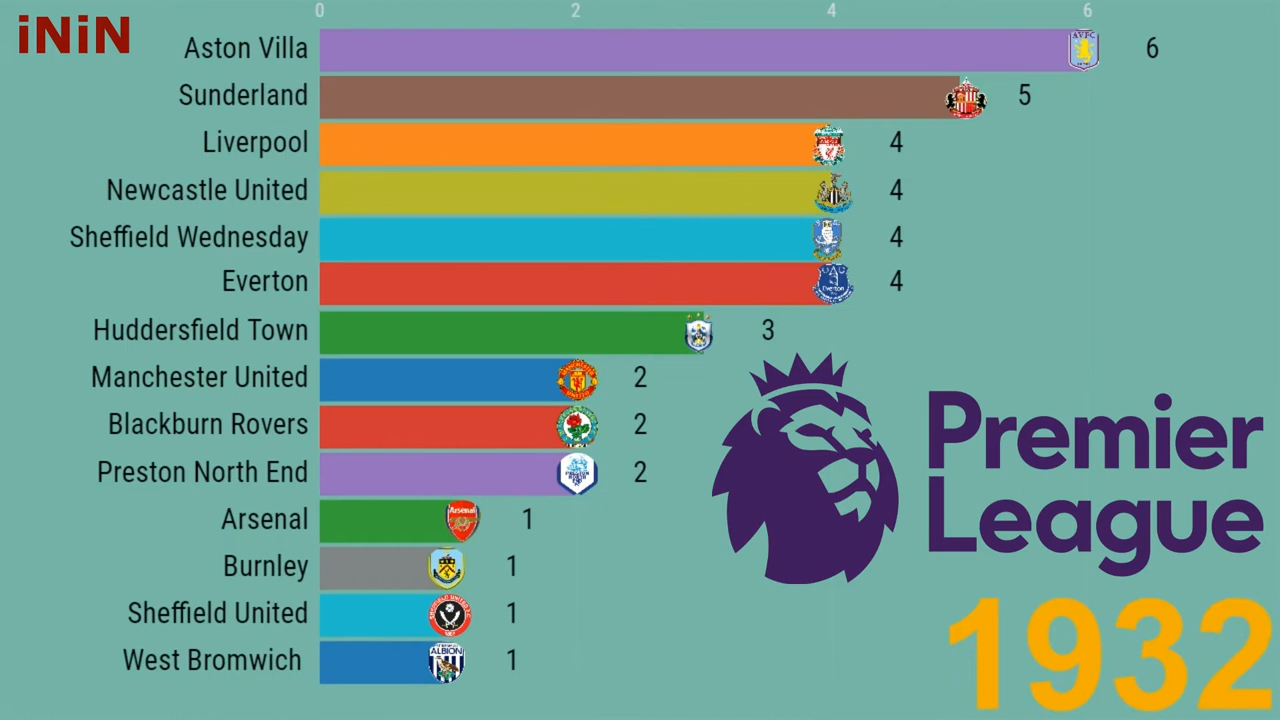 iNiN
0 2 4 6
Aston Villa 6
Sunderland 5
Liverpool 4
Newcastle United 4
Sheffield Wednesday 4
Everton 4
Huddersfield Town 3
Manchester United 2
Blackburn Rovers 2
Preston North End 2
Arsenal Arsenal 1
Burnley 1
Sheffield United 1
West Bromwich ALBION 1
Premier
League
1932